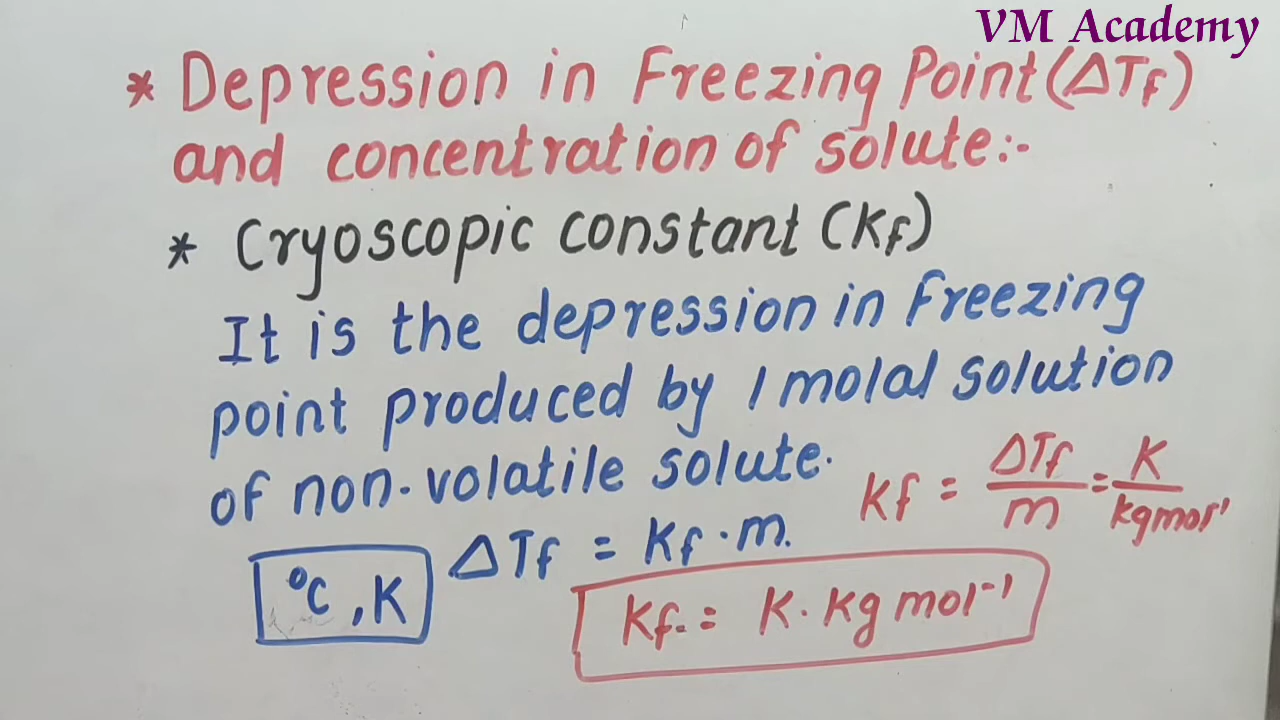 VM Academy
* Depression in Freezing Point (ΔTf)
and concentration of solute:-
* Cryoscopic constant (Kf)
It is the depression in Freezing
point produced by 1 molal solution
of non-volatile solute.
Kf = ΔTf/m = K/kg mol⁻¹
ΔTf = Kf · m.
°C, K
Kf = K. Kg mol⁻¹